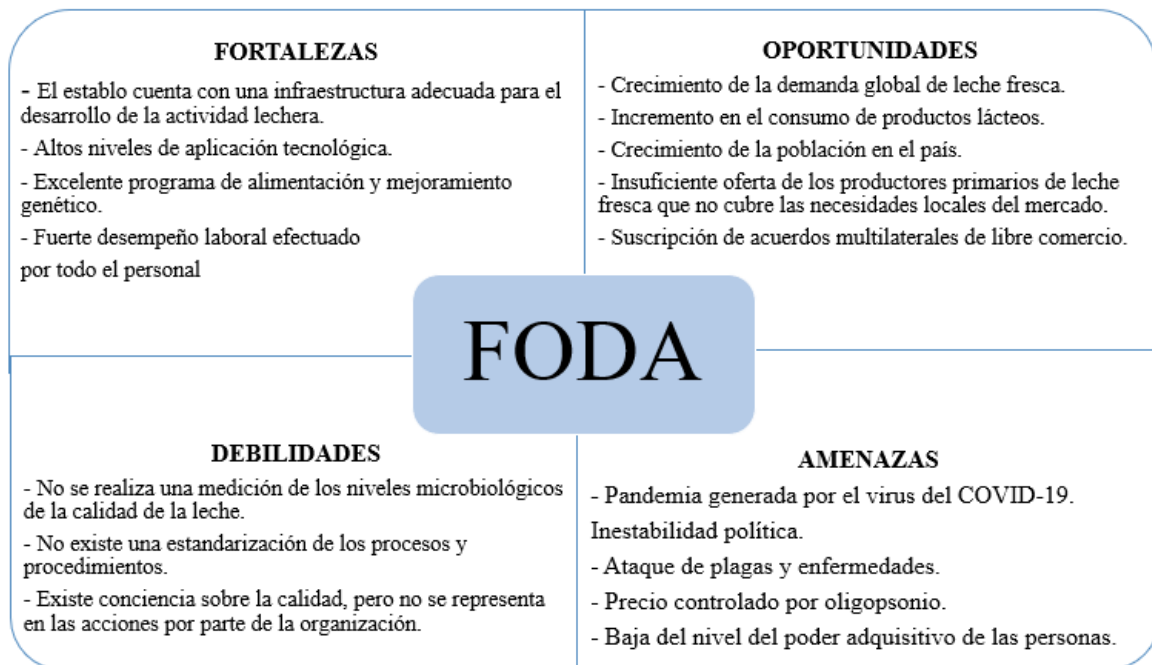 FORTALEZAS
- El establo cuenta con una infraestructura adecuada para el
desarrollo de la actividad lechera.
- Altos niveles de aplicación tecnológica.
- Excelente programa de alimentación y mejoramiento
genético.
- Fuerte desempeño laboral efectuado
por todo el personal
OPORTUNIDADES
- Crecimiento de la demanda global de leche fresca.
- Incremento en el consumo de productos lácteos.
- Crecimiento de la población en el país.
- Insuficiente oferta de los productores primarios de leche
fresca que no cubre las necesidades locales del mercado.
- Suscripción de acuerdos multilaterales de libre comercio.
FODA
DEBILIDADES
- No se realiza una medición de los niveles microbiológicos
de la calidad de la leche.
- No existe una estandarización de los procesos y
procedimientos.
- Existe conciencia sobre la calidad, pero no se representa
en las acciones por parte de la organización.
AMENAZAS
- Pandemia generada por el virus del COVID-19.
Inestabilidad política.
- Ataque de plagas y enfermedades.
- Precio controlado por oligopsonio.
- Baja del nivel del poder adquisitivo de las personas.